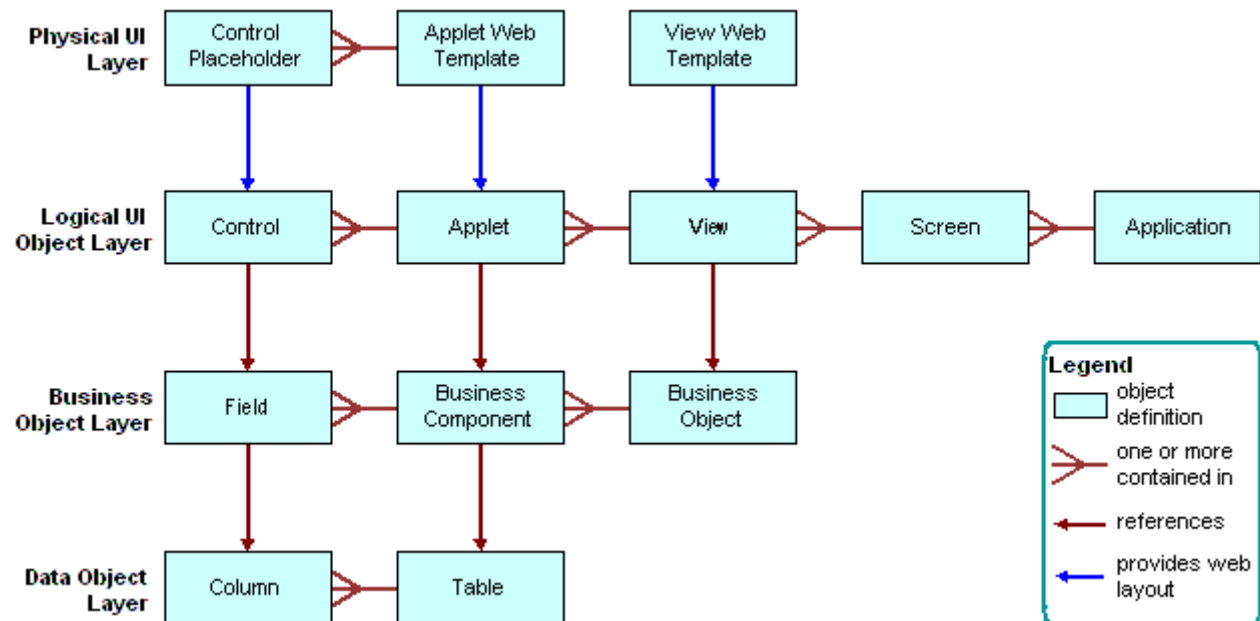 Physical UI
Layer
Control
Placeholder
Applet Web
Template
View Web
Template
Logical UI
Object Layer
Control
Applet
View
Screen
Application
Business
Object Layer
Field
Business
Component
Business
Object
Data Object
Layer
Column
Table
Legend
object
definition
one or more
contained in
references
provides web
layout